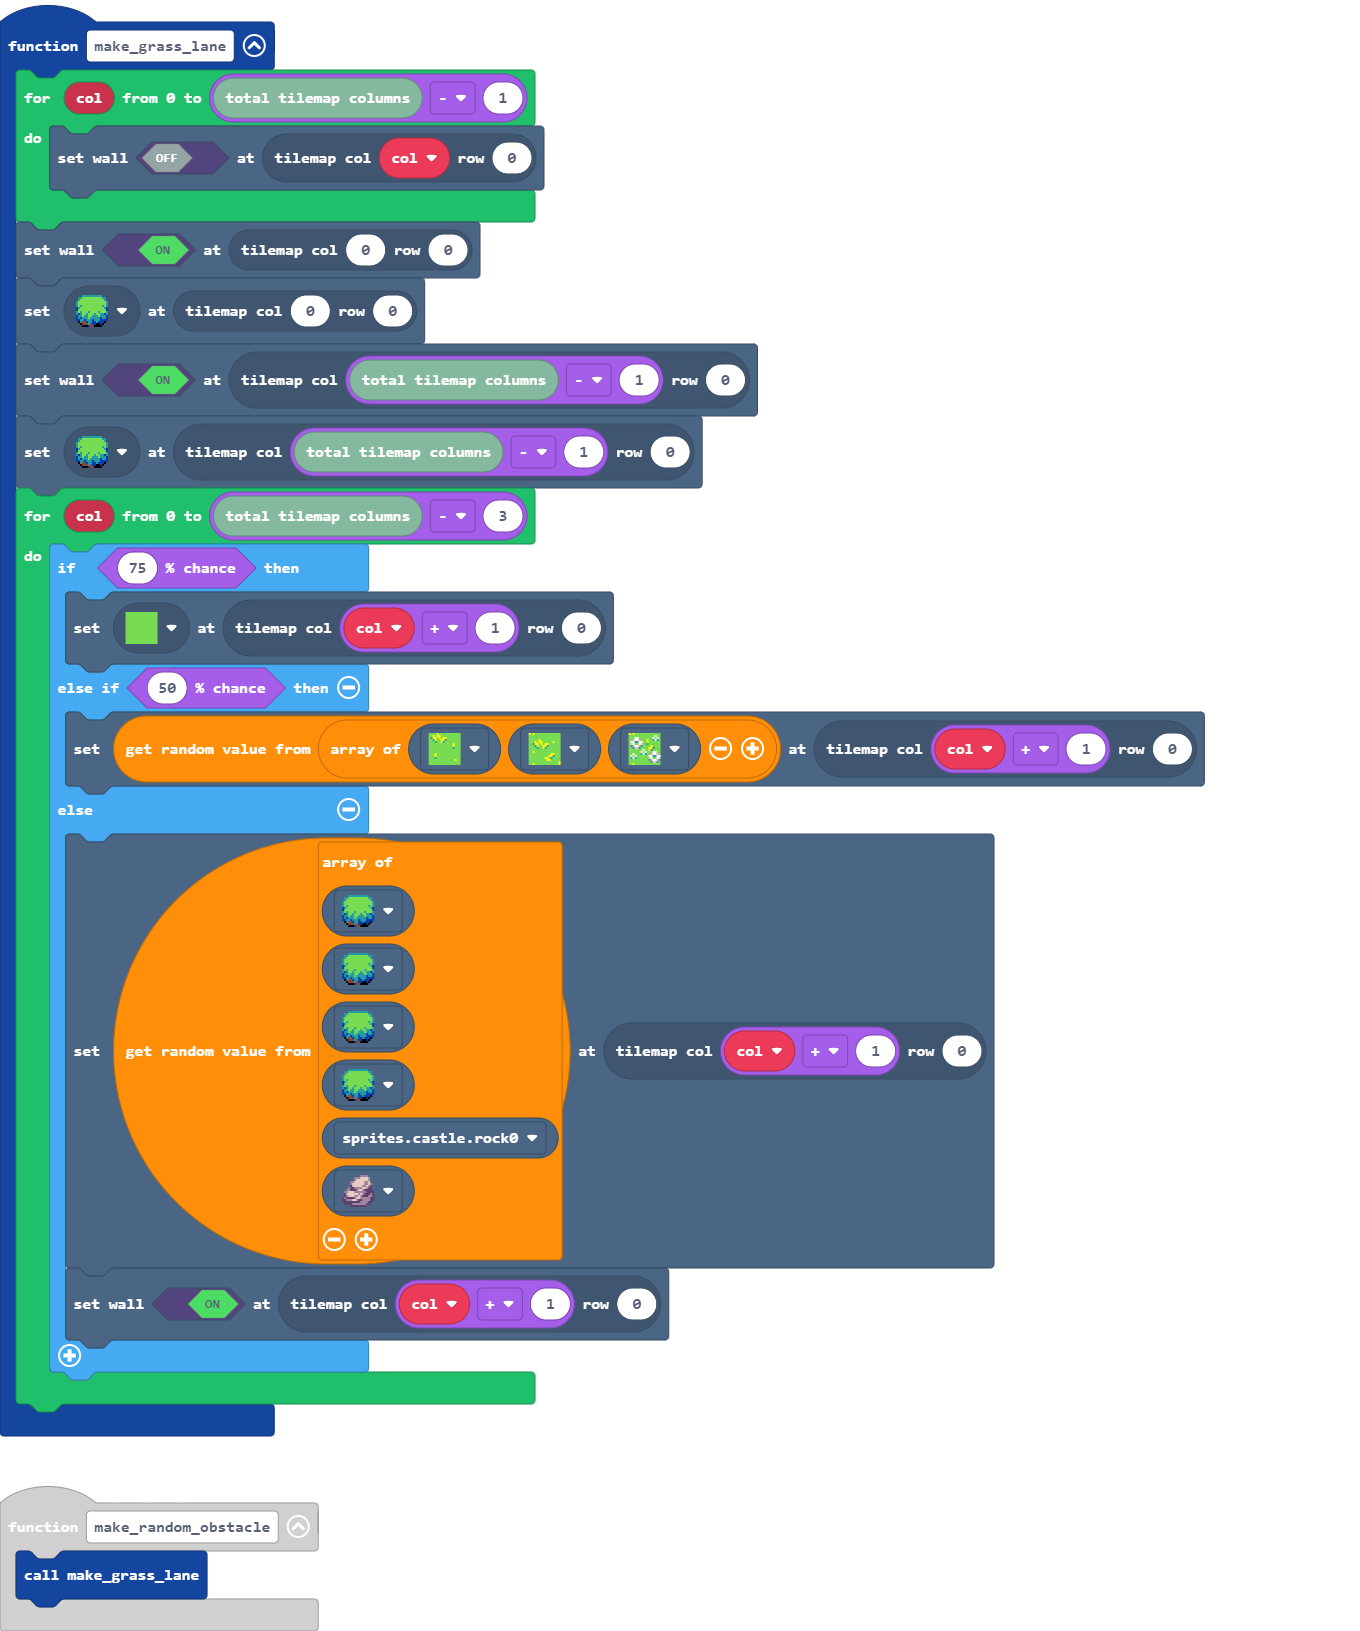 function make_grass_lane
for col from 0 to total tilemap columns - 1
do
set wall OFF at tilemap col col row 0
set wall ON at tilemap col 0 row 0
set at tilemap col 0 row 0
set wall ON at tilemap col total tilemap columns - 1 row 0
set at tilemap col total tilemap columns - 1 row 0
for col from 0 to total tilemap columns - 3
do
if 75 % chance then
set at tilemap col col + 1 row 0
else if 50 % chance then
set get random value from array of at tilemap col col + 1 row 0
else
array of
set get random value from at tilemap col col + 1 row 0
sprites.castle.rock0
set wall ON at tilemap col col + 1 row 0
function make_random_obstacle
call make_grass_lane